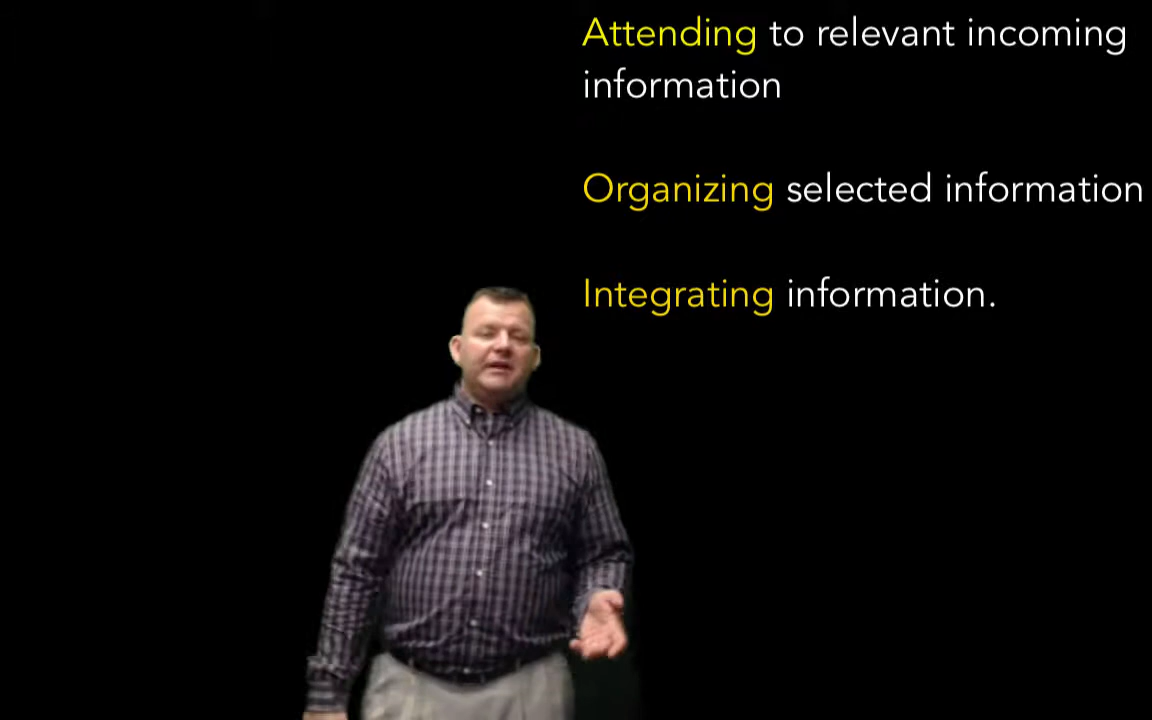 Attending to relevant incoming
information
Organizing selected information
Integrating information.